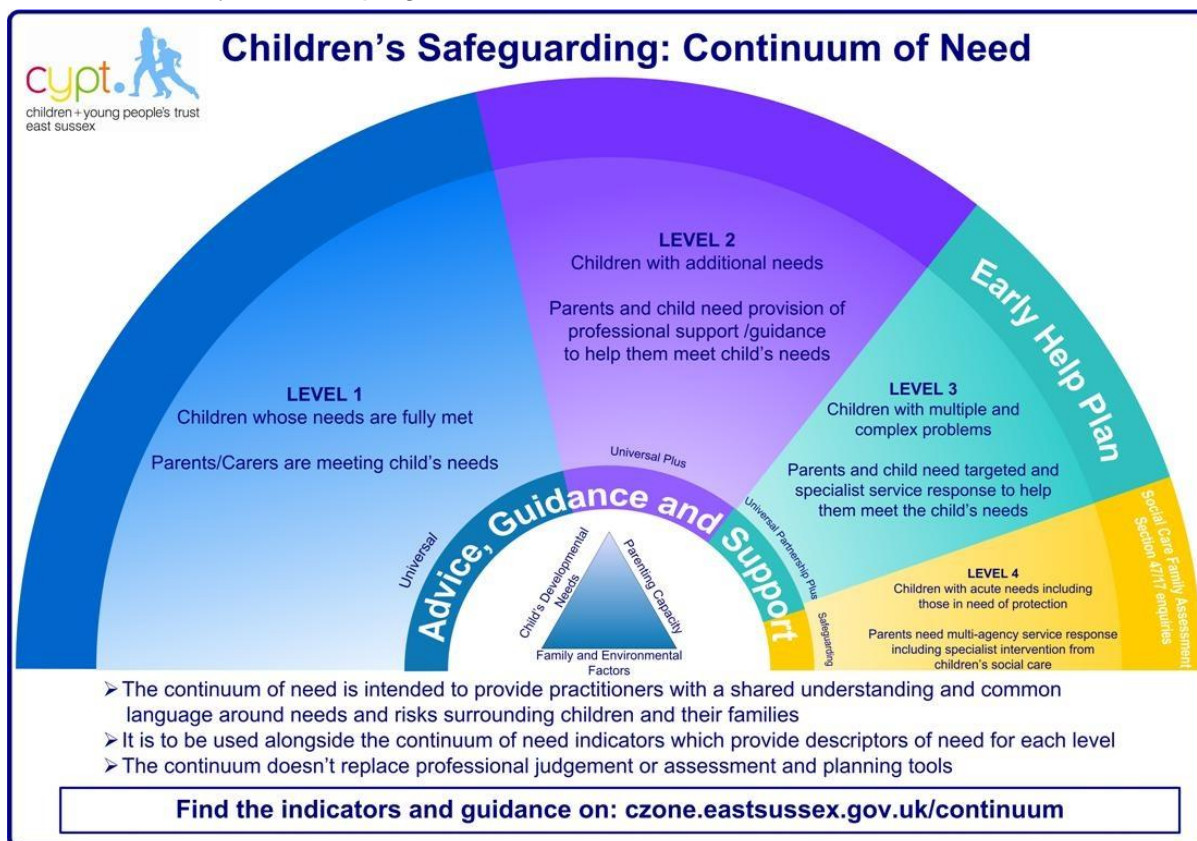 Children's Safeguarding: Continuum of Need
cypt.
children+young people's trust
east sussex
LEVEL 1
Children whose needs are fully met
Parents/Carers are meeting child's needs
LEVEL 2
Children with additional needs
Parents and child need provision of
professional support /guidance
to help them meet child's needs
LEVEL 3
Children with multiple and
complex problems
Parents and child need targeted and
specialist service response to help
them meet the child's needs
LEVEL 4
Children with acute needs including
those in need of protection
Parents need multi-agency service response
including specialist intervention from
children's social care
Early Help Plan
Social Care Family Assessment
Section 47/17 enquiries
Universal
Universal Plus
Universal Partnership Plus
Safeguarding
Advice, Guidance and Support
Child's Developmental
Needs
Parenting Capacity
Family and Environmental
Factors
➢ The continuum of need is intended to provide practitioners with a shared understanding and common
language around needs and risks surrounding children and their families
➢ It is to be used alongside the continuum of need indicators which provide descriptors of need for each level
➢ The continuum doesn't replace professional judgement or assessment and planning tools
Find the indicators and guidance on: czone.eastsussex.gov.uk/continuum